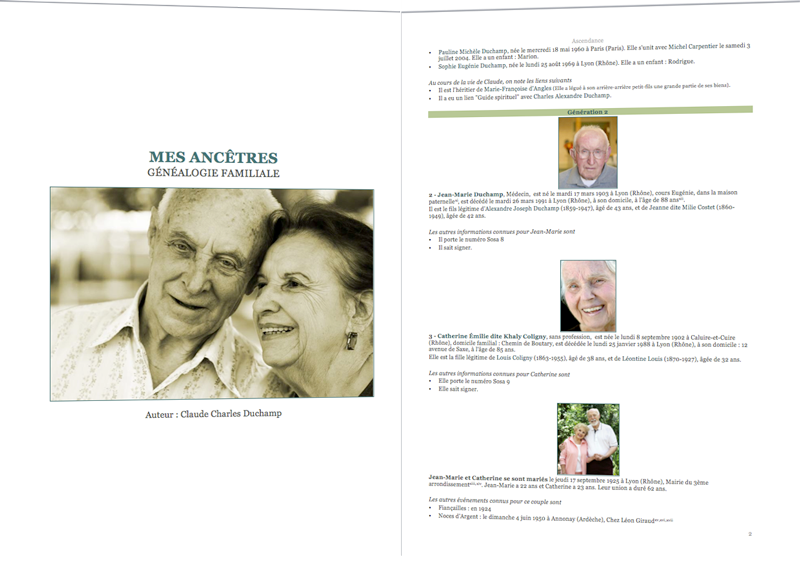 MES ANCÊTRES
GÉNÉALOGIE FAMILIALE
Auteur : Claude Charles Duchamp
Ascendance
• Pauline Michèle Duchamp, née le mercredi 18 mai 1960 à Paris (Paris). Elle s'unit avec Michel Carpentier le samedi 3
juillet 2004. Elle a un enfant : Marion.
• Sophie Eugénie Duchamp, née le lundi 25 août 1969 à Lyon (Rhône). Elle a un enfant : Rodrigue.
Au cours de la vie de Claude, on note les liens suivants
• Il est l'héritier de Marie-Françoise d'Angles (Elle a légué à son arrière-arrière petit-fils une grande partie de ses biens).
• Il a eu un lien "Guide spirituel" avec Charles Alexandre Duchamp.
Génération 2
2 - Jean-Marie Duchamp, Médecin, est né le mardi 17 mars 1903 à Lyon (Rhône), cours Eugénie, dans la maison
paternelle, est décédé le mardi 26 mars 1991 à Lyon (Rhône), à son domicile, à l'âge de 88 ans.
Il est le fils légitime d'Alexandre Joseph Duchamp (1859-1947), âgé de 43 ans, et de Jeanne dite Milie Costet (1860-
1949), âgée de 42 ans.
Les autres informations connues pour Jean-Marie sont
• Il porte le numéro Sosa 8
• Il sait signer.
3 - Catherine Émilie dite Khaly Coligny, sans profession, est née le lundi 8 septembre 1902 à Caluire-et-Cuire
(Rhône), domicile familial : Chemin de Boutary, est décédée le lundi 25 janvier 1988 à Lyon (Rhône), à son domicile : 12
avenue de Saxe, à l'âge de 85 ans.
Elle est la fille légitime de Louis Coligny (1863-1955), âgé de 38 ans, et de Léontine Louis (1870-1927), âgée de 32 ans.
Les autres informations connues pour Catherine sont
• Elle porte le numéro Sosa 9
• Elle sait signer.
Jean-Marie et Catherine se sont mariés le jeudi 17 septembre 1925 à Lyon (Rhône), Mairie du 3ème
arrondissement. Jean-Marie a 22 ans et Catherine a 23 ans. Leur union a duré 62 ans.
Les autres événements connus pour ce couple sont
• Fiançailles : en 1924
• Noces d'Argent : le dimanche 4 juin 1950 à Annonay (Ardèche), Chez Léon Giraud
2